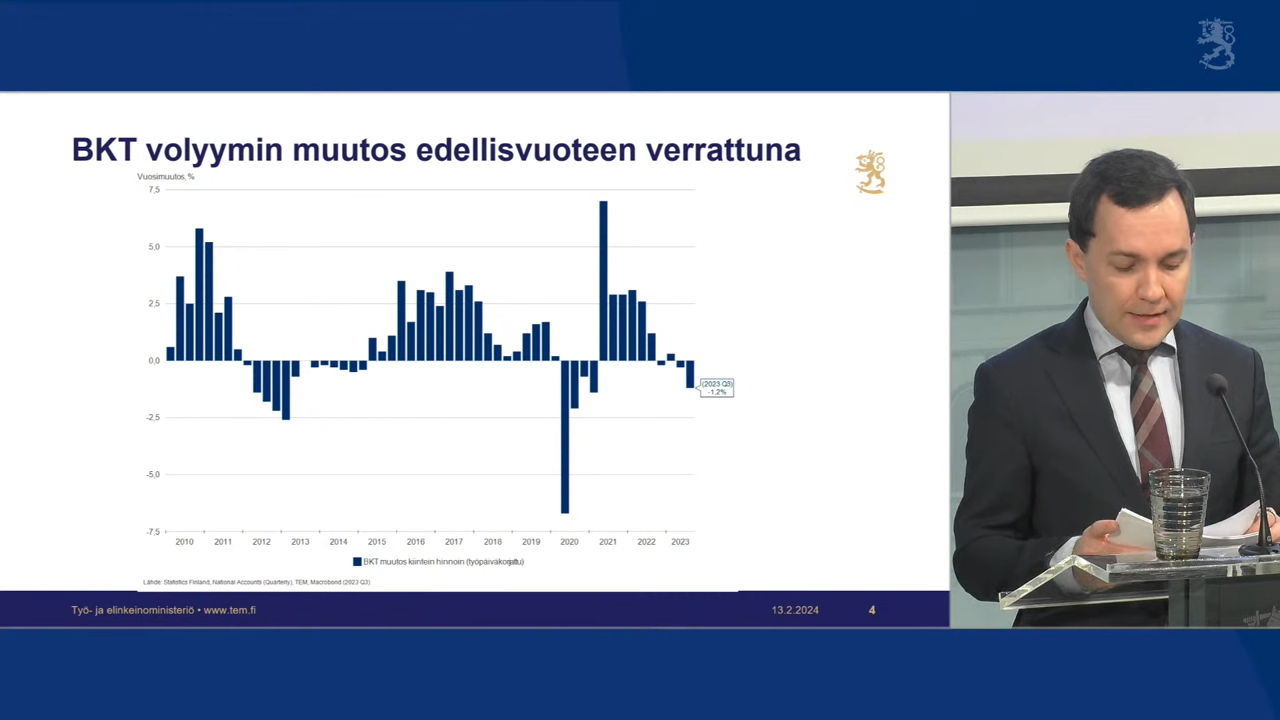 BKT volyymin muutos edellisvuoteen verrattuna
Vuosimuutos, %
7,5
5,0
2,5
0,0
-2,5
-5,0
-7,5
(2023 Q3)
-1,2%
2010 2011 2012 2013 2014 2015 2016 2017 2018 2019 2020 2021 2022 2023
BKT muutos kiintein hinnoin (työpäiväkorjattu)
Lähde: Statistics Finland, National Accounts (Quarterly), TEM, Macrobond (2023 Q3)
Työ- ja elinkeinoministeriö • www.tem.fi 13.2.2024 4